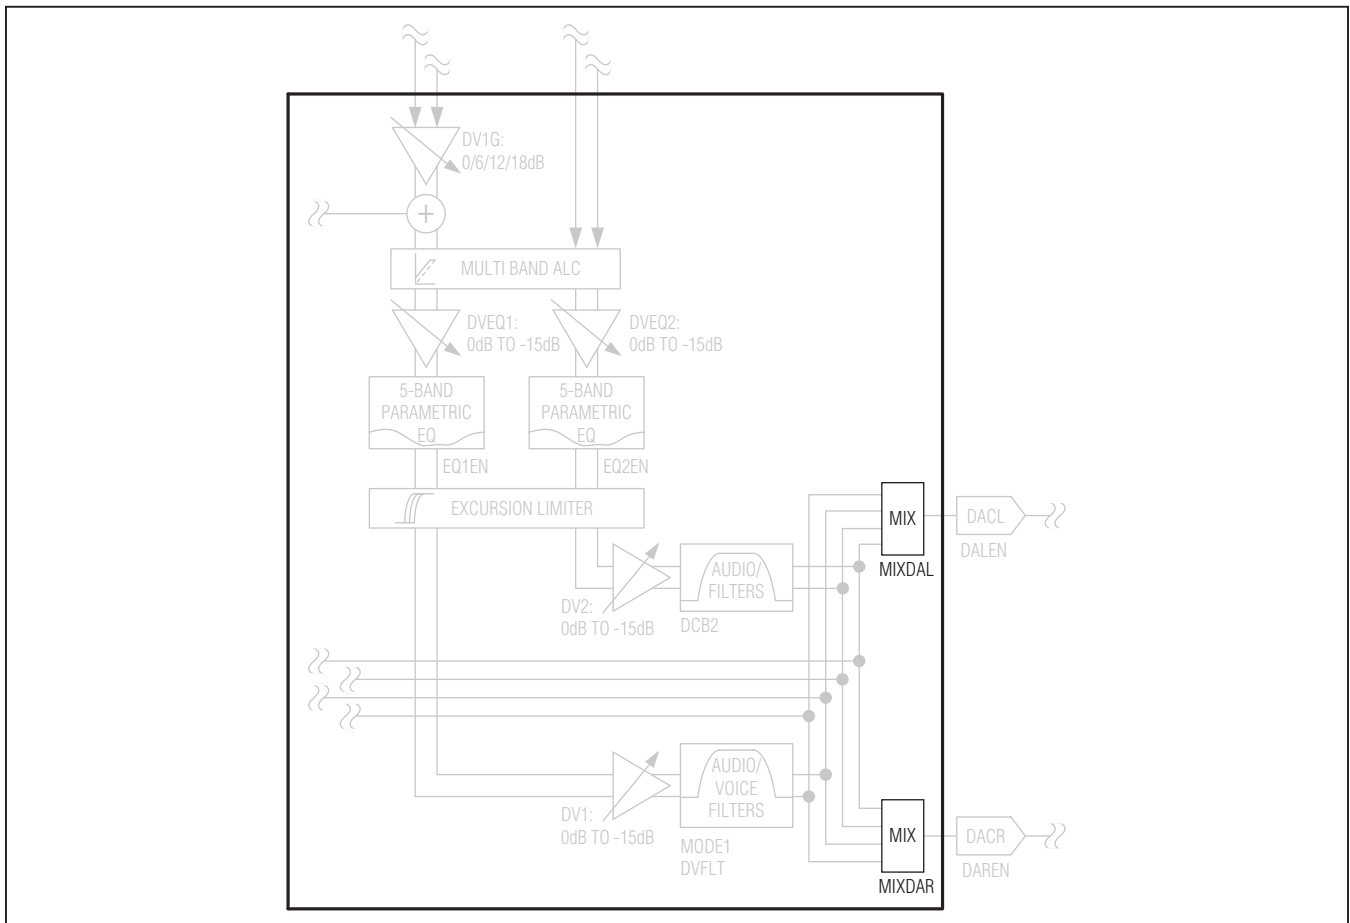 DV1G:
0/6/12/18dB
+
MULTI BAND ALC
DVEQ1:
0dB TO -15dB
DVEQ2:
0dB TO -15dB
5-BAND
PARAMETRIC
EQ
5-BAND
PARAMETRIC
EQ
EQ1EN
EQ2EN
EXCURSION LIMITER
MIX
DACL
DALEN
MIXDAL
AUDIO/
FILTERS
DV2:
0dB TO -15dB
DCB2
AUDIO/
VOICE
FILTERS
DV1:
0dB TO -15dB
MODE1
DVFLT
MIX
DACR
DAREN
MIXDAR